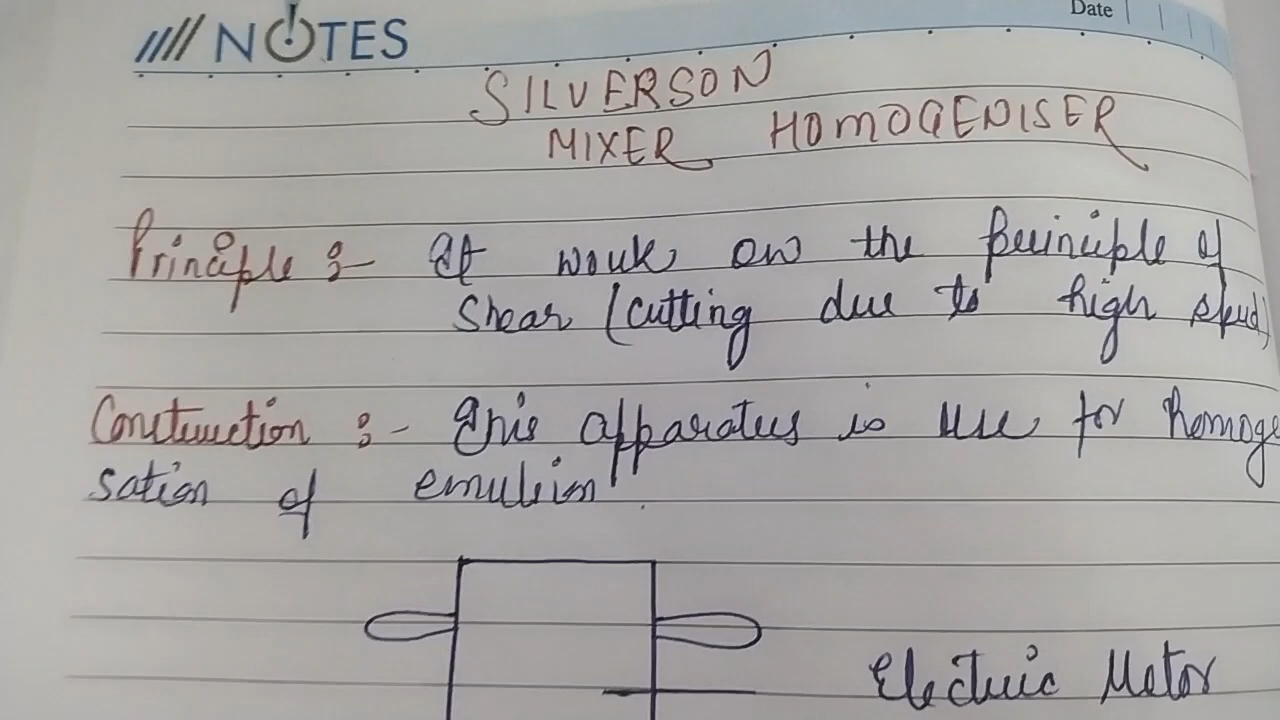 NOTES
Date
SILVERSON
MIXER HOMOGENISER
Principle :- It work on the principle of
Shear (cutting due to high speed)
Construction :- This apparatus is use for homoge
sation of emulsion.
Electric Motor